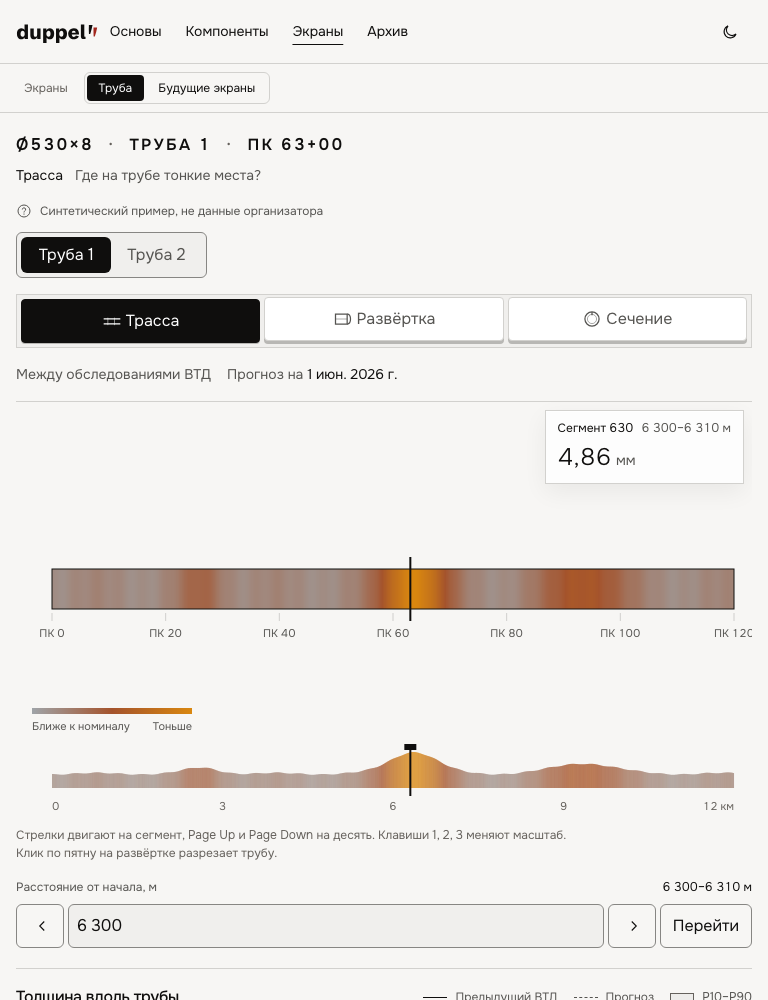 duppel Основы Компоненты Экраны Архив
Экраны Труба Будущие экраны
Ø530×8 · ТРУБА 1 · ПК 63+00
Трасса Где на трубе тонкие места?
Синтетический пример, не данные организатора
Труба 1 Труба 2
Трасса Развёртка Сечение
Между обследованиями ВТД Прогноз на 1 июн. 2026 г.
Сегмент 630 6 300–6 310 м
4,86 мм
ПК 0 ПК 20 ПК 40 ПК 60 ПК 80 ПК 100 ПК 120
Ближе к номиналу Тоньше
0 3 6 9 12 км
Стрелки двигают на сегмент, Page Up и Page Down на десять. Клавиши 1, 2, 3 меняют масштаб.
Клик по пятну на развёртке разрезает трубу.
Расстояние от начала, м 6 300–6 310 м
6 300 Перейти
Толщина вдоль трубы Предыдущий ВТД Прогноз P10–P90